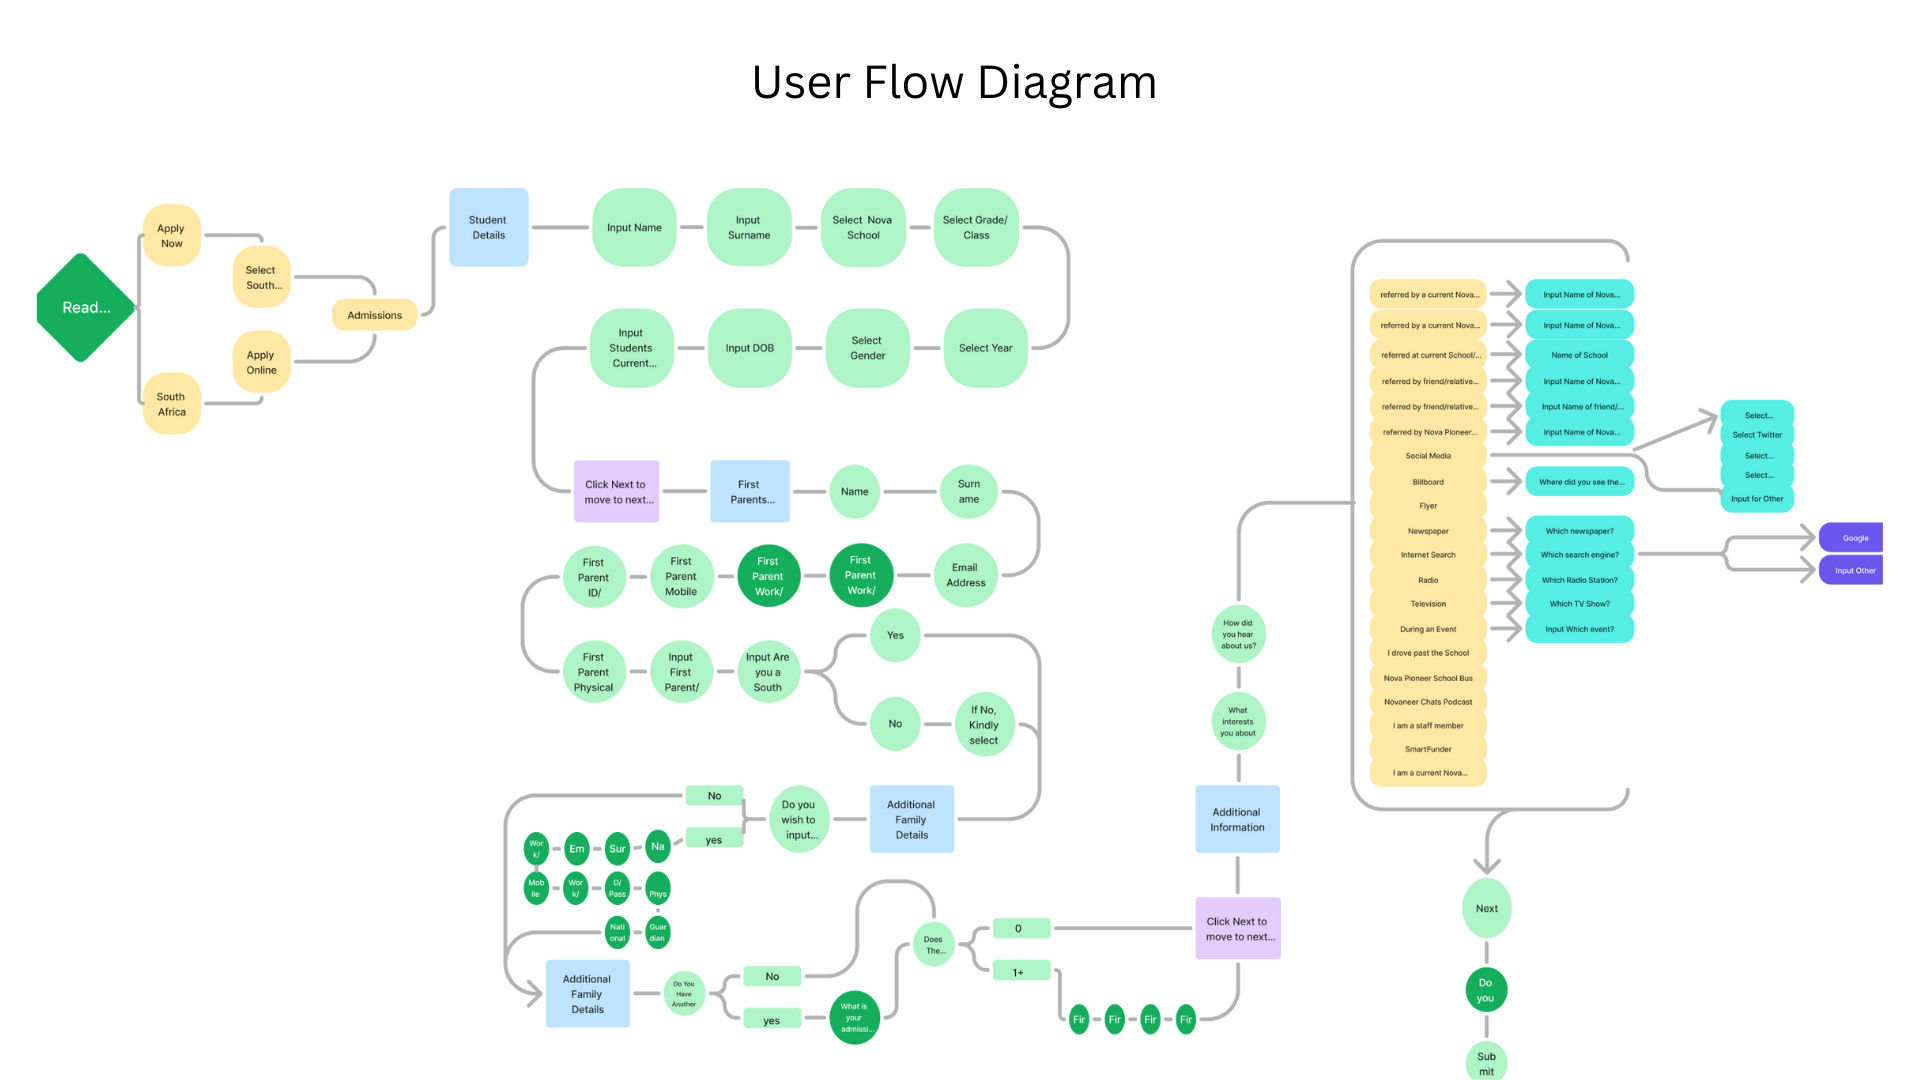 User Flow Diagram
Read...
Apply
Now
Select
South...
Admissions
Apply
Online
South
Africa
Student
Details
Input Name
Input
Surname
Select Nova
School
Select Grade/
Class
Input
Students
Current...
Input DOB
Select
Gender
Select Year
Click Next to
move to next...
First
Parents...
Name
Surn
ame
First
Parent
ID/
First
Parent
Mobile
First
Parent
Work/
First
Parent
Work/
Email
Address
First
Parent
Physical
Input
First
Parent/
Input Are
you a
South
Yes
No
If No,
Kindly
select
No
yes
Do you
wish to
input...
Additional
Family
Details
Wor
k/
Em
Sur
Na
Mob
ile
Wor
k/
D/
Pass
Phys
Nati
onal
Guar
dian
Additional
Family
Details
Do You
Have
Another
No
yes
What is
your
admissi...
Does
The...
0
1+
Fir
Fir
Fir
Fir
Click Next to
move to next...
Additional
Information
What
interests
you about
How did
you hear
about us?
referred by a current Nova...
Input Name of Nova...
referred by a current Nova...
Input Name of Nova...
referred at current School/...
Name of School
referred by friend/relative...
Input Name of Nova...
referred by friend/relative...
Input Name of friend/...
referred by Nova Pioneer...
Input Name of Nova...
Social Media
Select...
Select Twitter
Select...
Select...
Input for Other
Billboard
Where did you see the...
Flyer
Newspaper
Which newspaper?
Internet Search
Which search engine?
Google
Input Other
Radio
Which Radio Station?
Television
Which TV Show?
During an Event
Input Which event?
I drove past the School
Nova Pioneer School Bus
Novaneer Chats Podcast
I am a staff member
SmartFunder
I am a current Nova...
Next
Do
you
Sub
mit